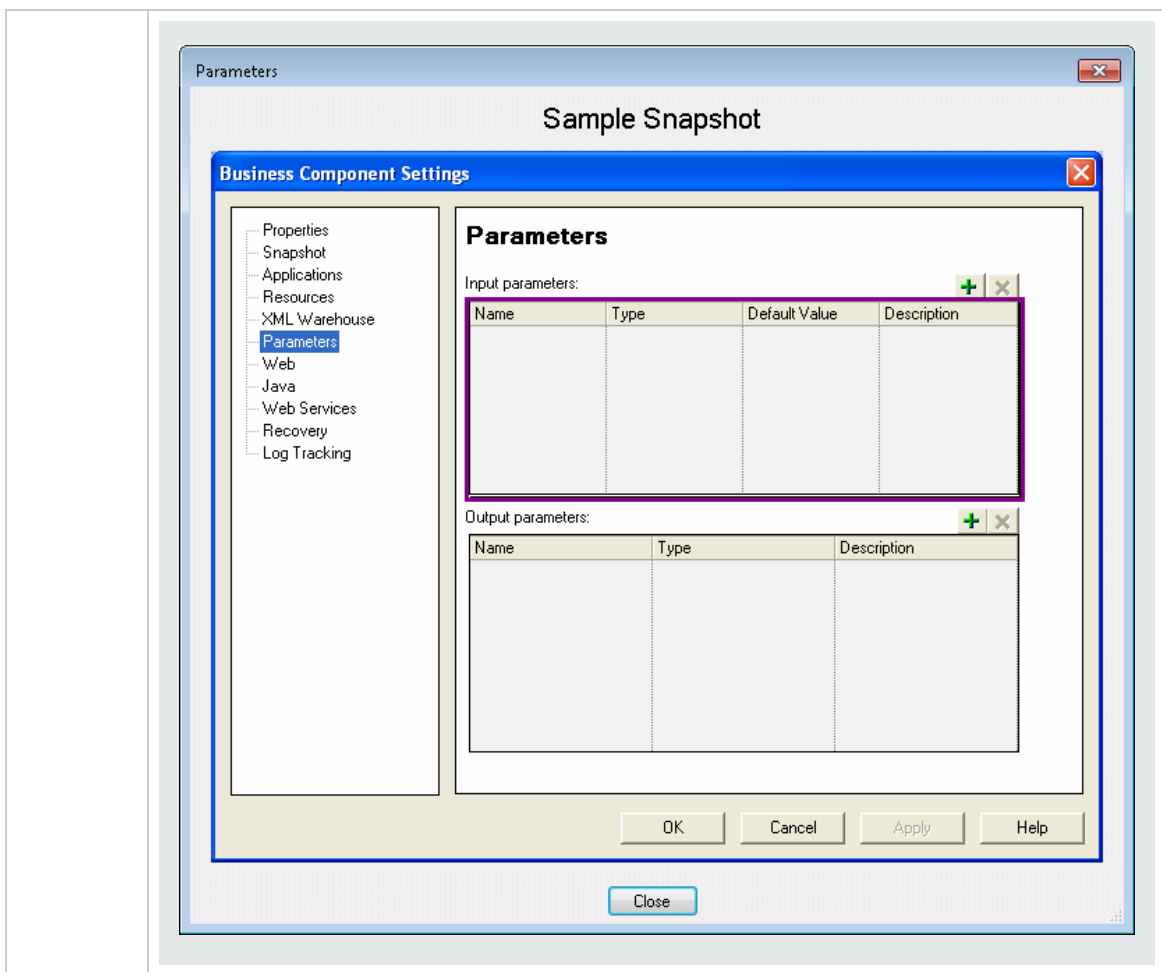 Parameters
Sample Snapshot
Business Component Settings
Properties
Snapshot
Applications
Resources
XML Warehouse
Parameters
Web
Java
Web Services
Recovery
Log Tracking
Parameters
Input parameters:
Name Type Default Value Description
Output parameters:
Name Type Description
OK Cancel Apply Help
Close